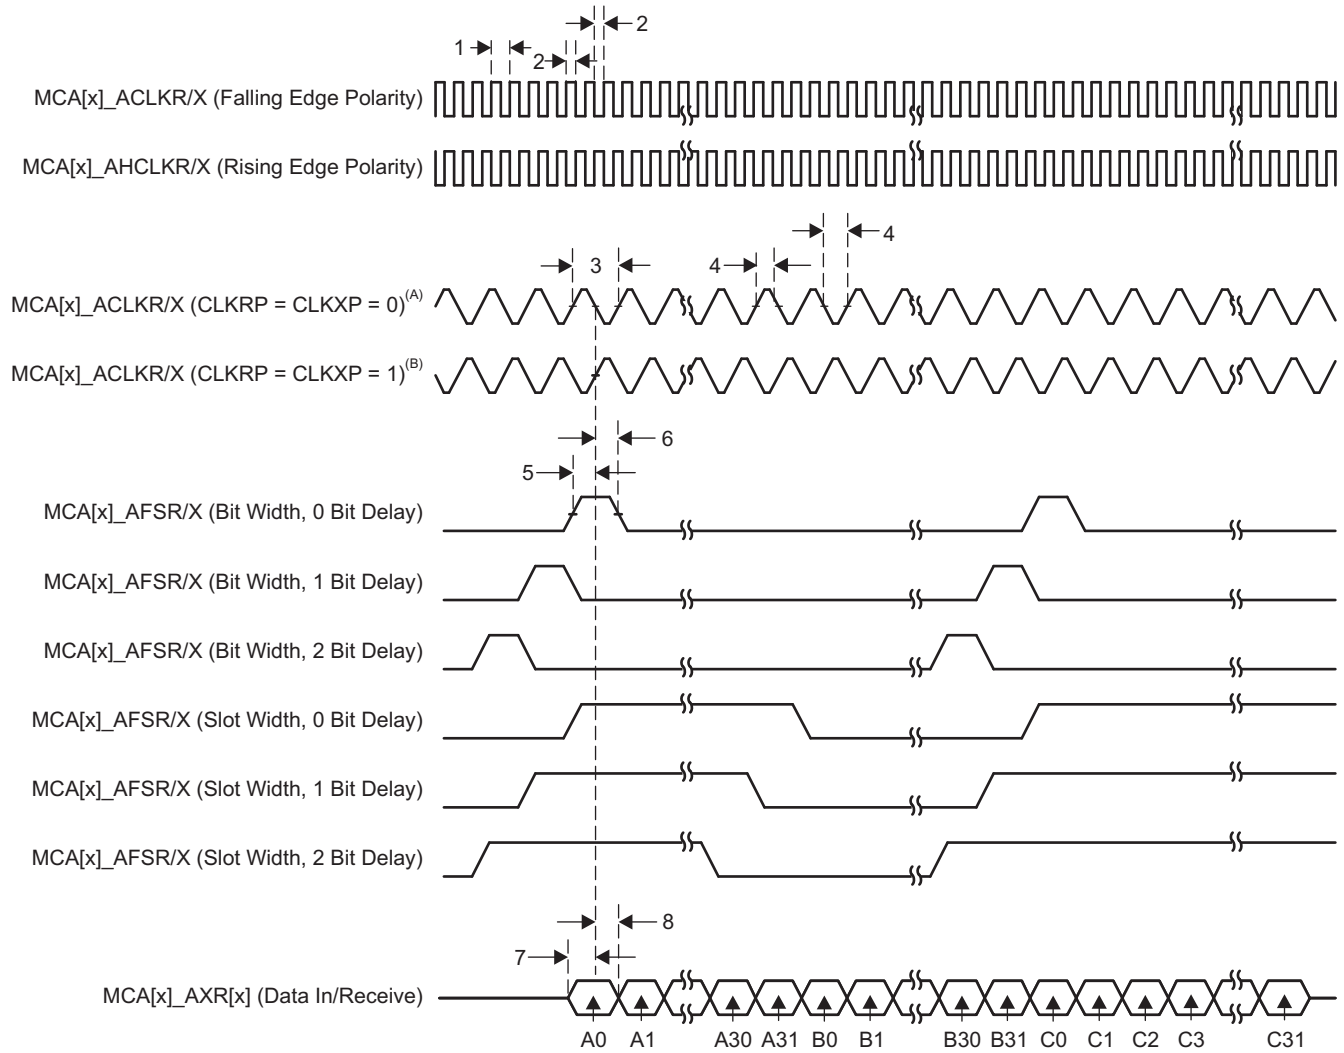 2
1
2
MCA[x]_ACLKR/X (Falling Edge Polarity)
MCA[x]_AHCLKR/X (Rising Edge Polarity)
4
3
4
MCA[x]_ACLKR/X (CLKRP = CLKXP = 0)(A)
MCA[x]_ACLKR/X (CLKRP = CLKXP = 1)(B)
6
5
MCA[x]_AFSR/X (Bit Width, 0 Bit Delay)
MCA[x]_AFSR/X (Bit Width, 1 Bit Delay)
MCA[x]_AFSR/X (Bit Width, 2 Bit Delay)
MCA[x]_AFSR/X (Slot Width, 0 Bit Delay)
MCA[x]_AFSR/X (Slot Width, 1 Bit Delay)
MCA[x]_AFSR/X (Slot Width, 2 Bit Delay)
8
7
MCA[x]_AXR[x] (Data In/Receive)
A0 A1 A30 A31 B0 B1 B30 B31 C0 C1 C2 C3 C31